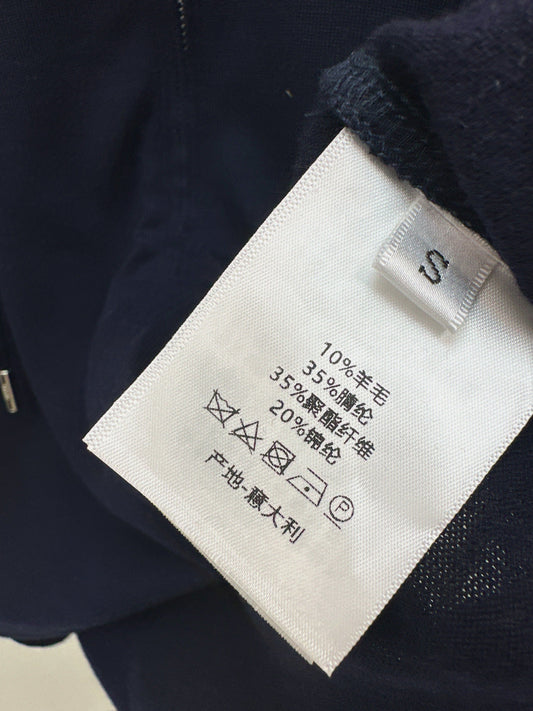 S
10%羊毛
35%腈纶
35%聚酯纤维
20%锦纶
P
产地-意大利